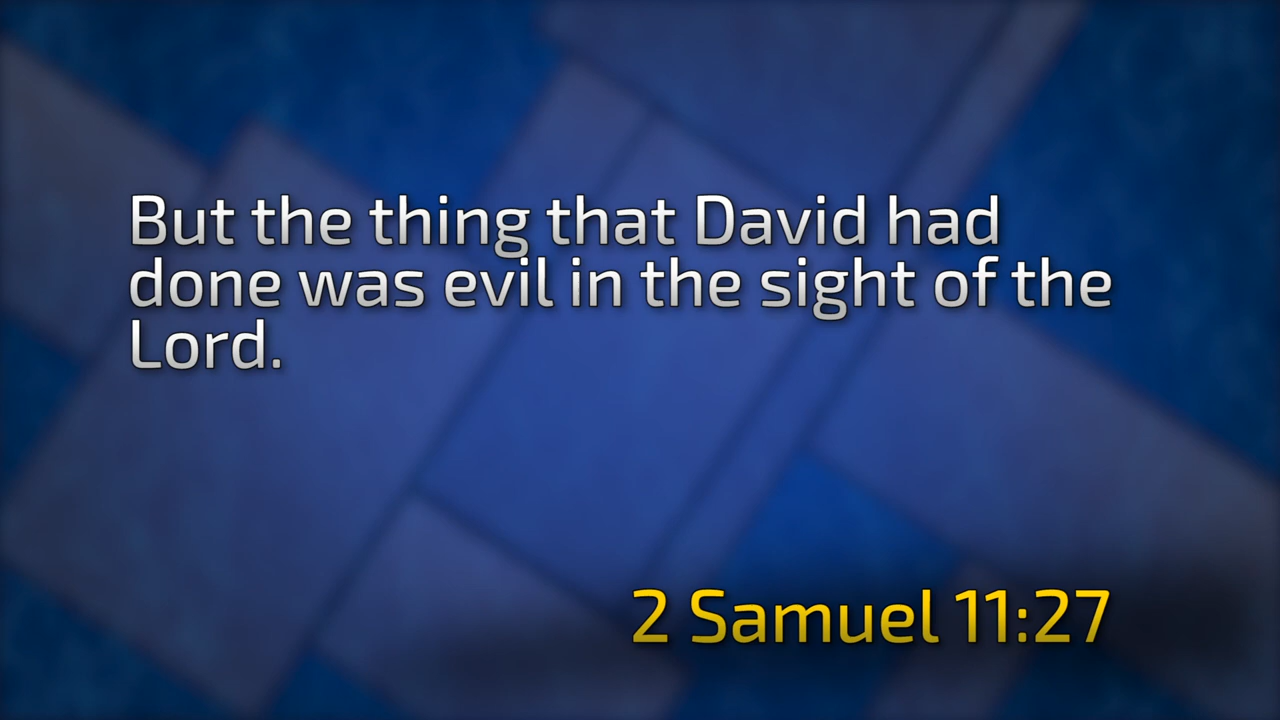 But the thing that David had
done was evil in the sight of the
Lord.
2 Samuel 11:27